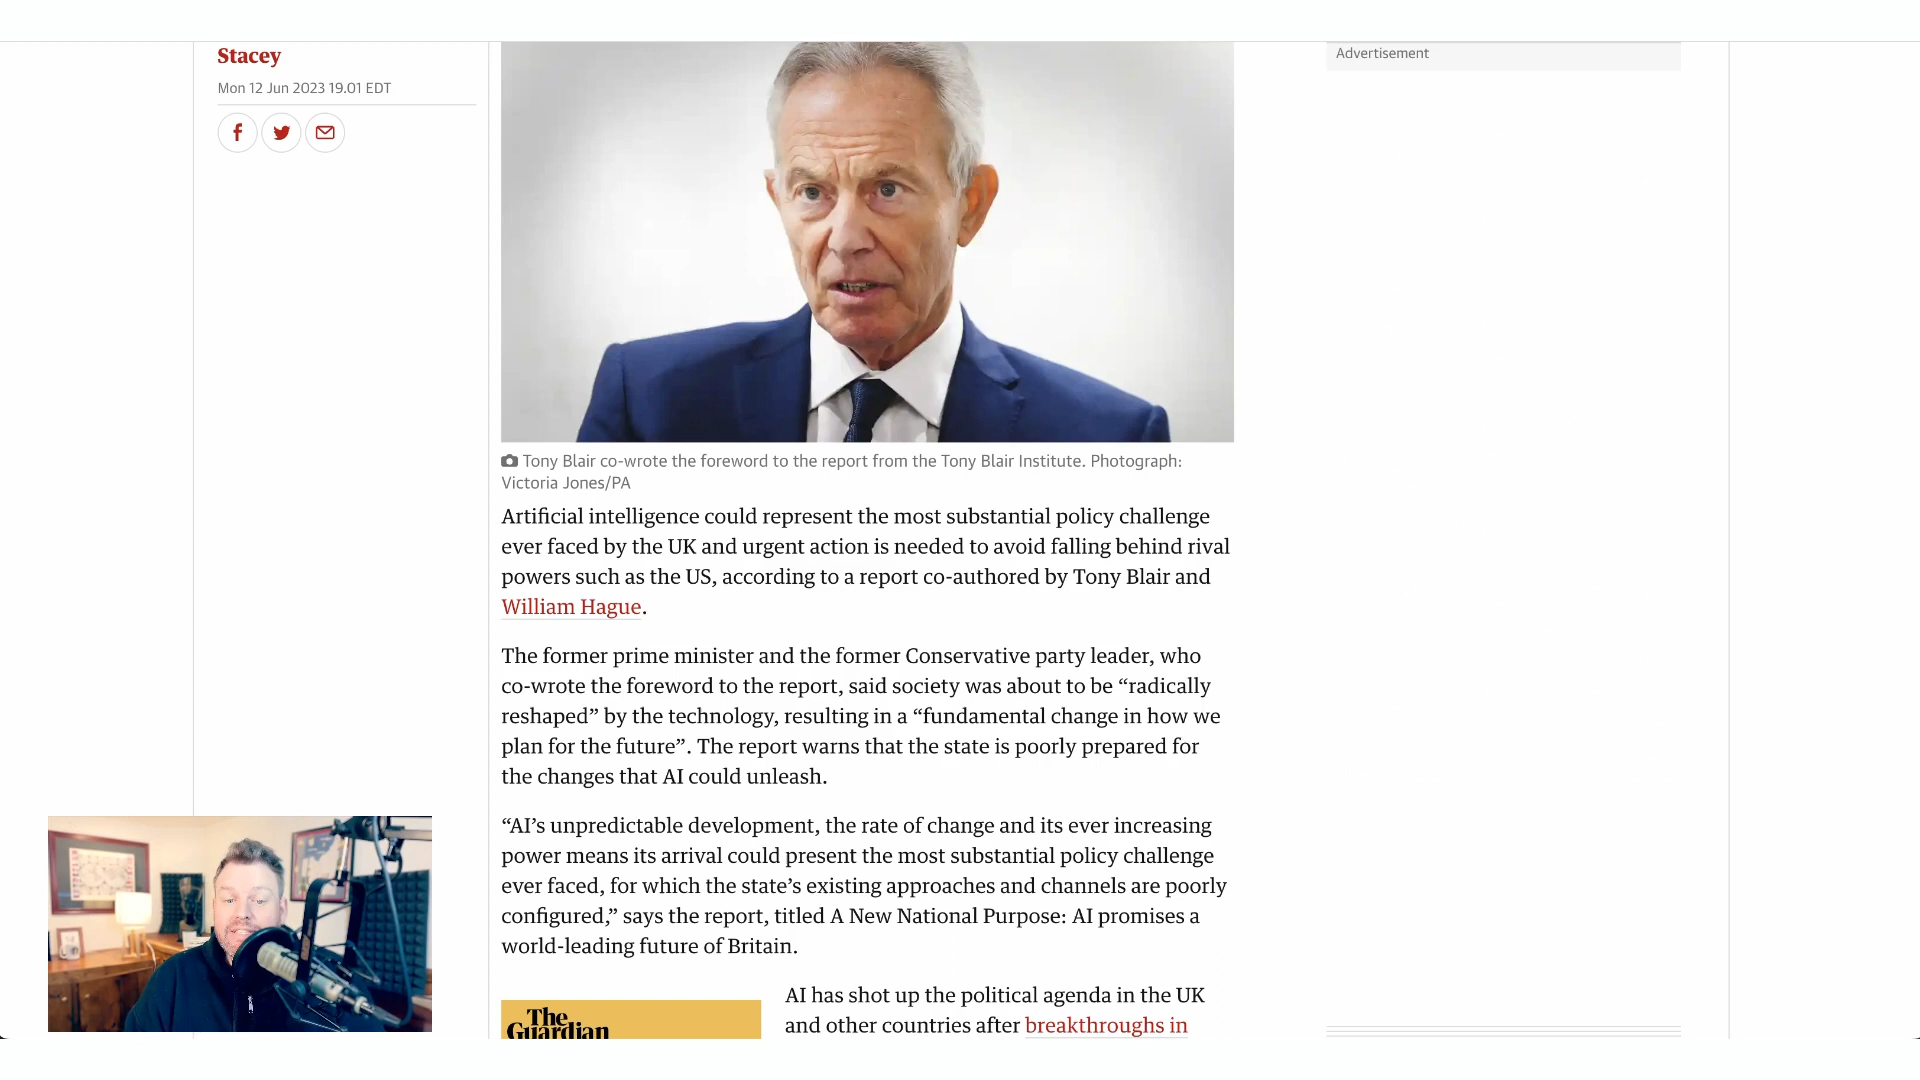 Stacey
Mon 12 Jun 2023 19.01 EDT
Advertisement
Tony Blair co-wrote the foreword to the report from the Tony Blair Institute. Photograph:
Victoria Jones/PA
Artificial intelligence could represent the most substantial policy challenge
ever faced by the UK and urgent action is needed to avoid falling behind rival
powers such as the US, according to a report co-authored by Tony Blair and
William Hague.
The former prime minister and the former Conservative party leader, who
co-wrote the foreword to the report, said society was about to be “radically
reshaped” by the technology, resulting in a “fundamental change in how we
plan for the future”. The report warns that the state is poorly prepared for
the changes that AI could unleash.
“AI’s unpredictable development, the rate of change and its ever increasing
power means its arrival could present the most substantial policy challenge
ever faced, for which the state’s existing approaches and channels are poorly
configured,” says the report, titled A New National Purpose: AI promises a
world-leading future of Britain.
The
Guardian
AI has shot up the political agenda in the UK
and other countries after breakthroughs in